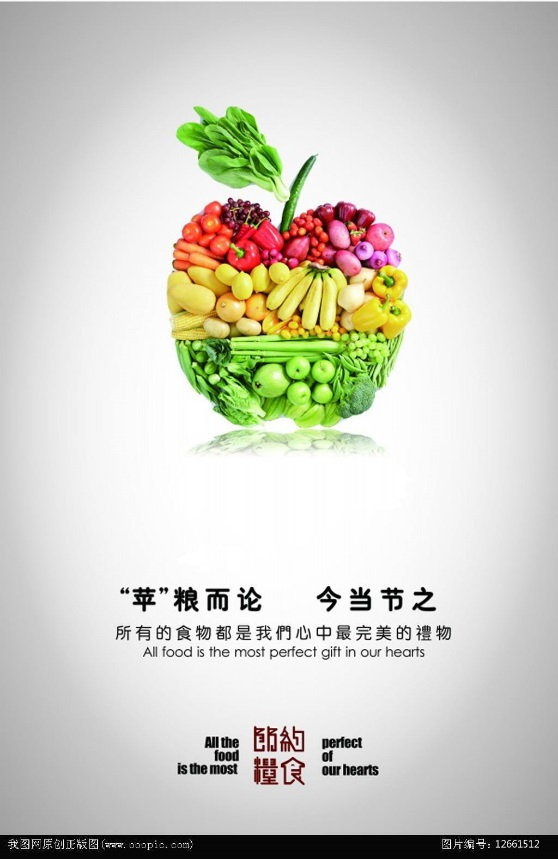 “苹”粮而论 今当节之
所有的食物都是我們心中最完美的禮物
All food is the most perfect gift in our hearts
All the
food
is the most
節約
糧食
perfect
of
our hearts
我图网原创正版图(www.ooopic.com)
图片编号：12661512